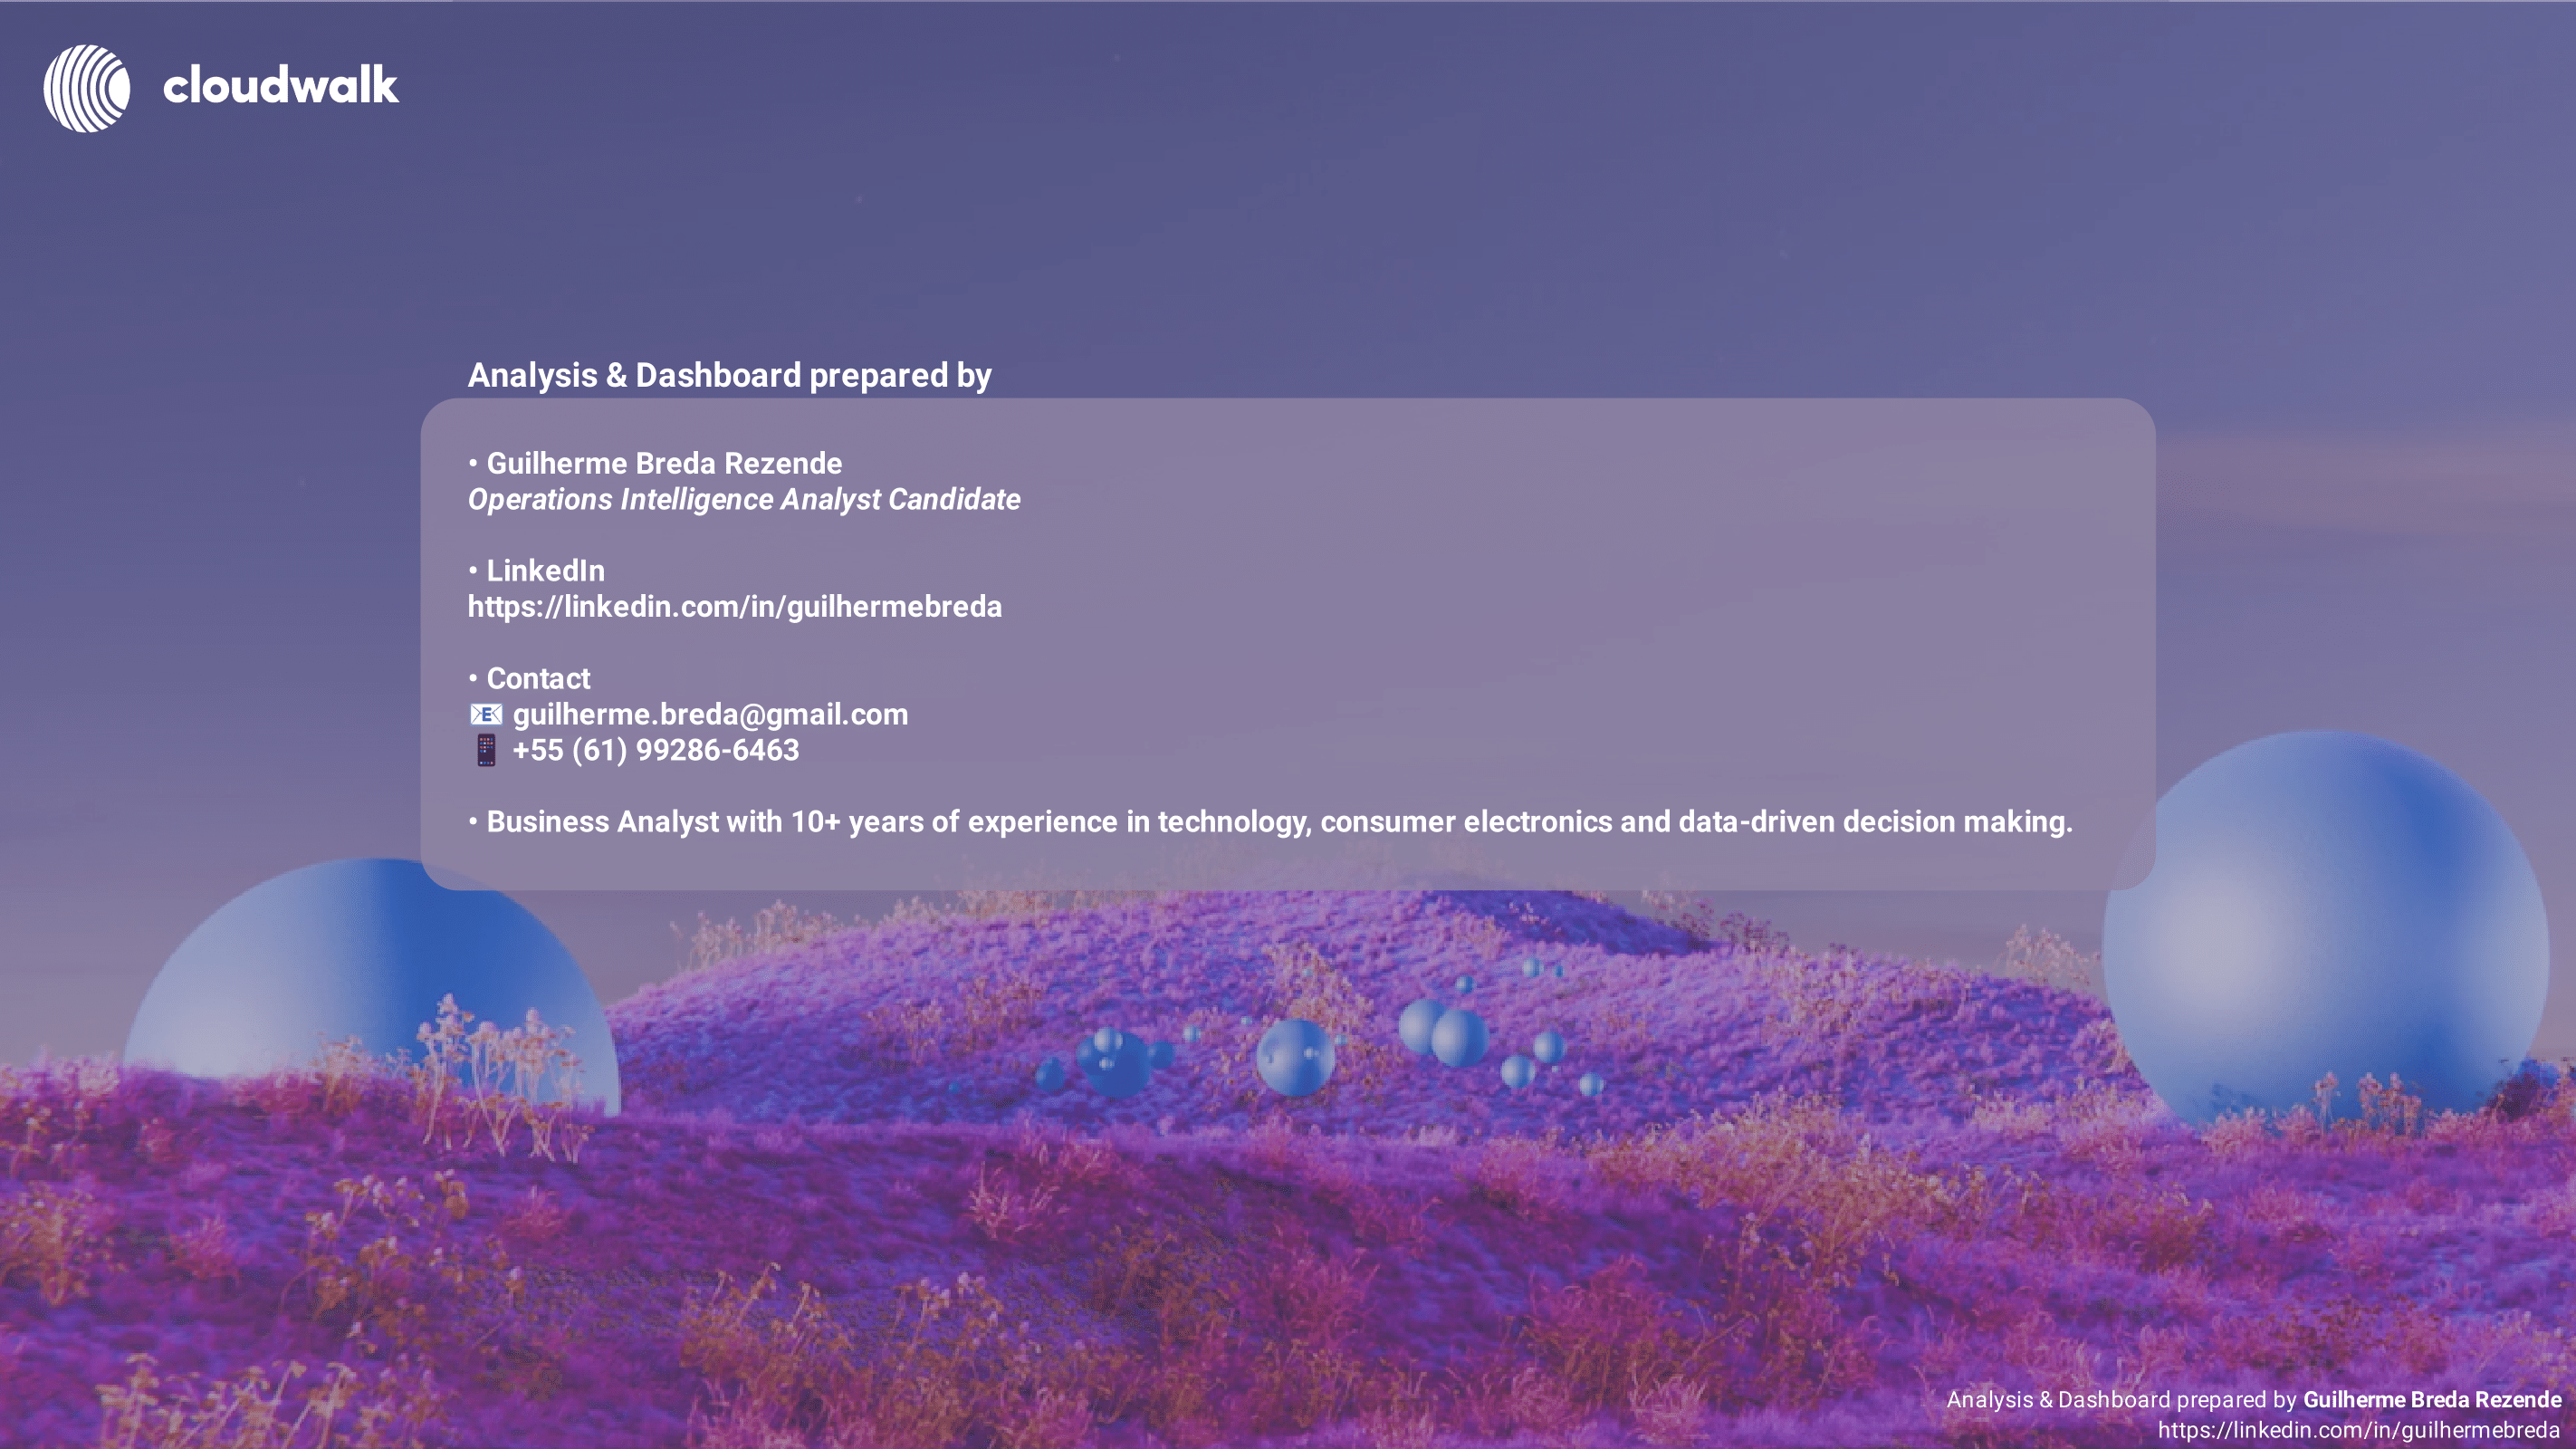 cloudwalk
Analysis & Dashboard prepared by
• Guilherme Breda Rezende
Operations Intelligence Analyst Candidate
• LinkedIn
https://linkedin.com/in/guilhermebreda
• Contact
📧 guilherme.breda@gmail.com
📱 +55 (61) 99286-6463
• Business Analyst with 10+ years of experience in technology, consumer electronics and data-driven decision making.
Analysis & Dashboard prepared by Guilherme Breda Rezende
https://linkedin.com/in/guilhermebreda